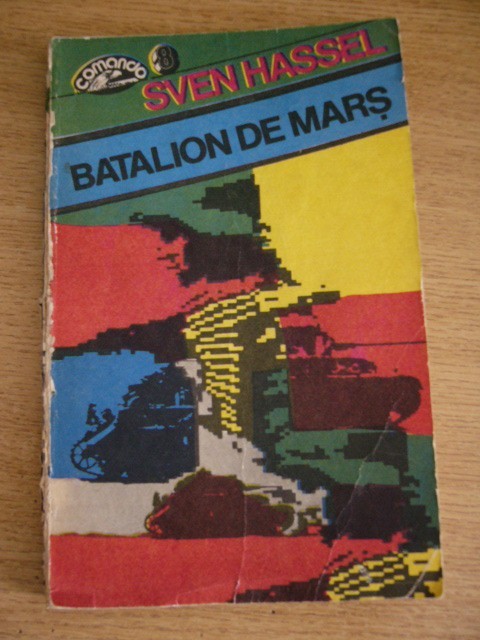 comando 8
SVEN HASSEL
BATALION DE MARȘ